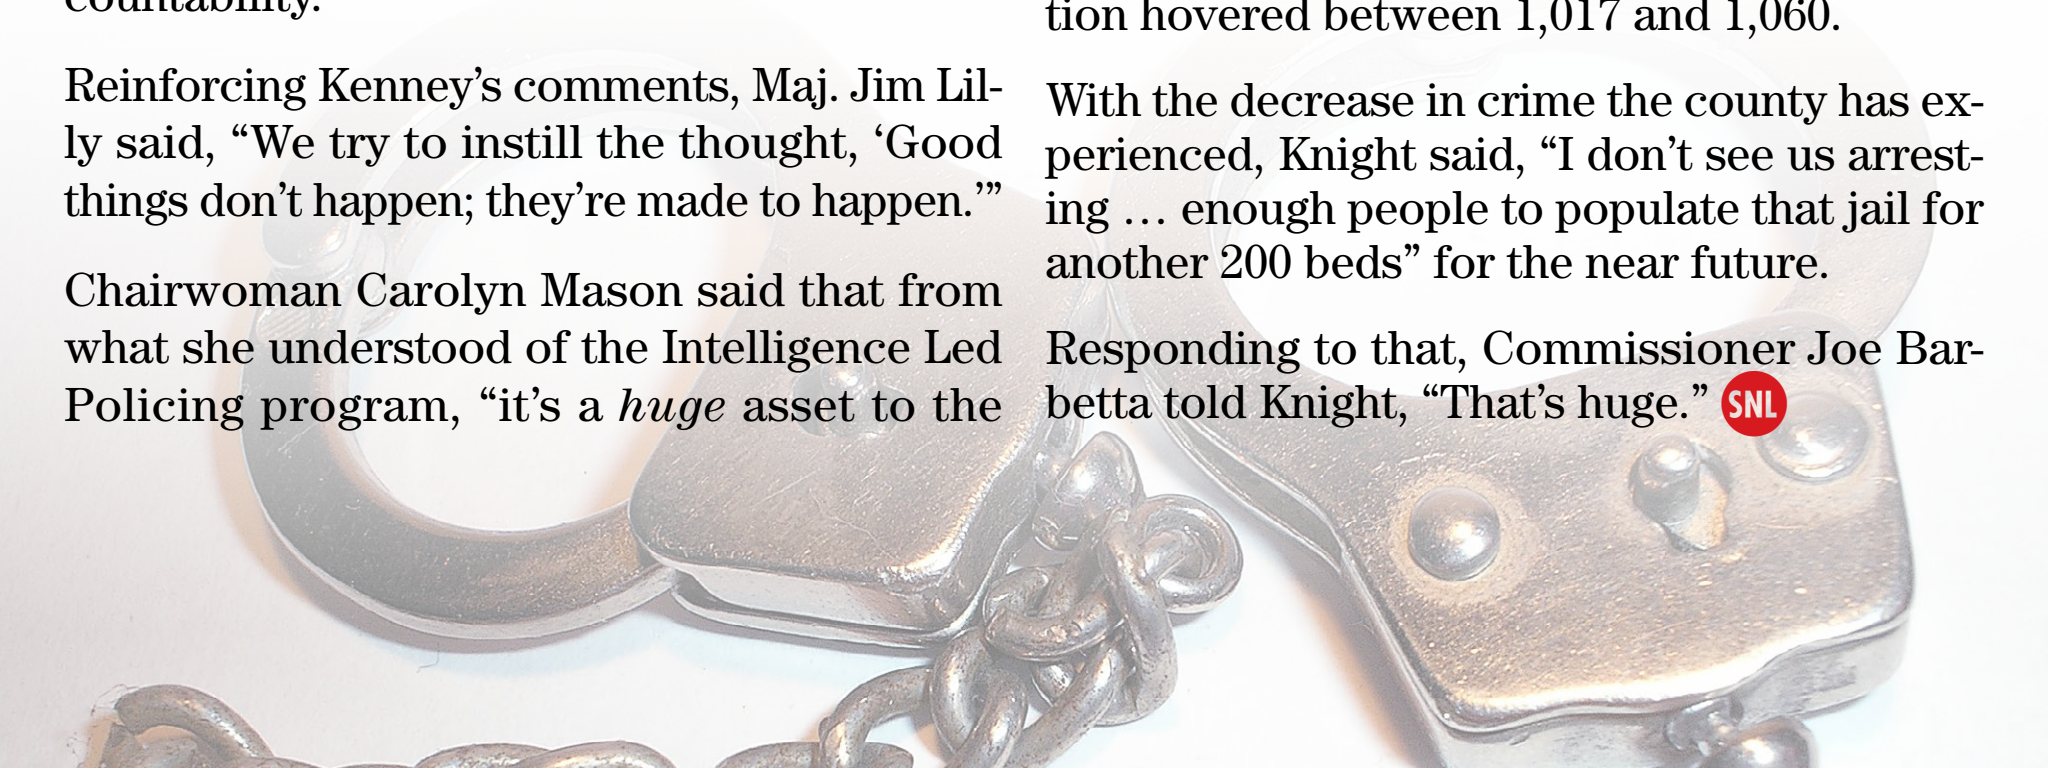 countability.
Reinforcing Kenney’s comments, Maj. Jim Lil-
ly said, “We try to instill the thought, ‘Good
things don’t happen; they’re made to happen.’”
Chairwoman Carolyn Mason said that from
what she understood of the Intelligence Led
Policing program, “it’s a huge asset to the
tion hovered between 1,017 and 1,060.
With the decrease in crime the county has ex-
perienced, Knight said, “I don’t see us arrest-
ing … enough people to populate that jail for
another 200 beds” for the near future.
Responding to that, Commissioner Joe Bar-
betta told Knight, “That’s huge.” SNL